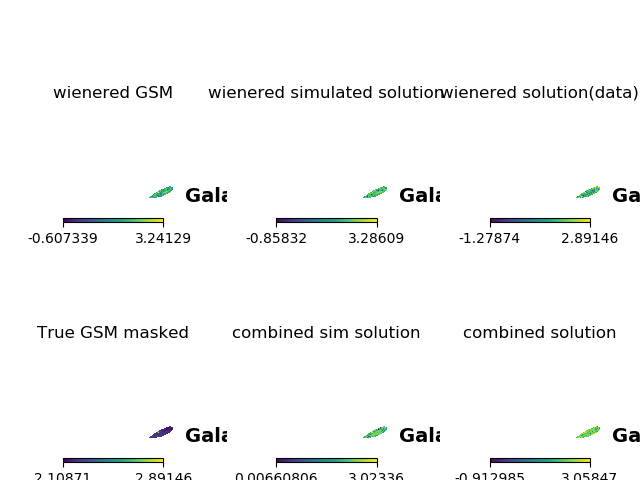 wienered GSM wienered simulated solution wienered solution(data)
Gala Gala Ga
-0.607339 3.24129 -0.85832 3.28609 -1.27874 2.89146
True GSM masked combined sim solution combined solution
Gala Gala Ga
2.10871 2.89146 0.00660806 3.02336 -0.912985 3.05847